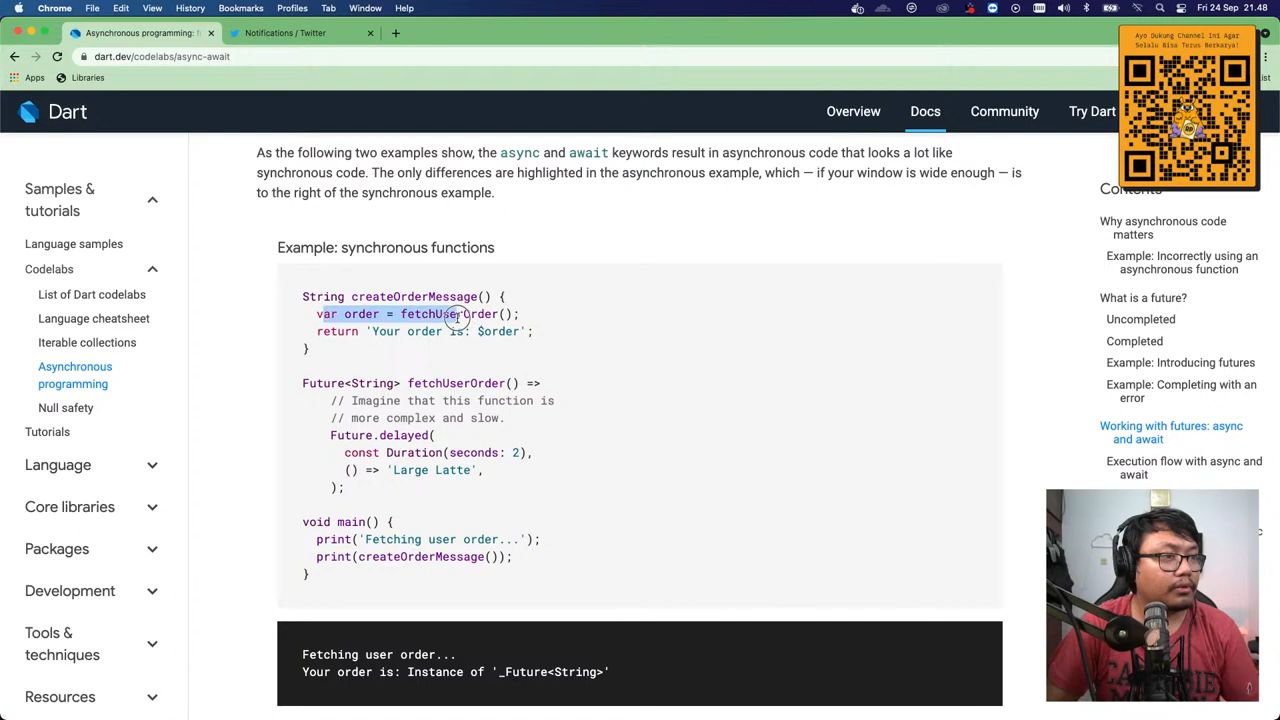 Chrome File Edit View History Bookmarks Profiles Tab Window Help
Fri 24 Sep 21.48
Asynchronous programming: f
Notifications / Twitter
dart.dev/codelabs/async-await
Apps
Libraries
Ayo Dukung Channel Ini Agar
Selalu Bisa Terus Berkarya!
Dart
Overview
Docs
Community
Try Dart
Samples &
tutorials
Language samples
Codelabs
List of Dart codelabs
Language cheatsheet
Iterable collections
Asynchronous
programming
Null safety
Tutorials
Language
Core libraries
Packages
Development
Tools &
techniques
Resources
As the following two examples show, the async and await keywords result in asynchronous code that looks a lot like
synchronous code. The only differences are highlighted in the asynchronous example, which — if your window is wide enough — is
to the right of the synchronous example.
Example: synchronous functions
String createOrderMessage() {
var order = fetchUserOrder();
return 'Your order is: $order';
}
Future<String> fetchUserOrder() =>
// Imagine that this function is
// more complex and slow.
Future.delayed(
const Duration(seconds: 2),
() => 'Large Latte',
);
void main() {
print('Fetching user order...');
print(createOrderMessage());
}
Fetching user order...
Your order is: Instance of '_Future<String>'
Contents
Why asynchronous code
matters
Example: Incorrectly using an
asynchronous function
What is a future?
Uncompleted
Completed
Example: Introducing futures
Example: Completing with an
error
Working with futures: async
and await
Execution flow with async and
await